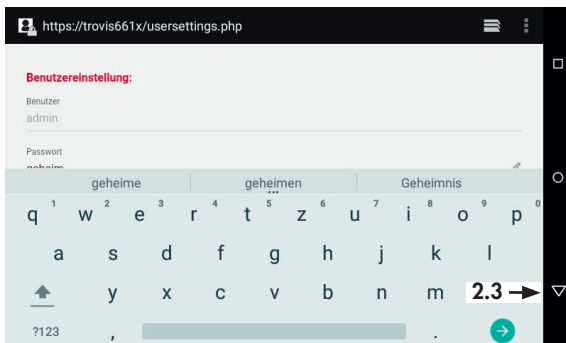 https://trovis661x/usersettings.php
Benutzereinstellung:
Benutzer
admin
Passwort
geheim
geheime geheimen Geheimnis
q 1 w 2 e 3 r 4 t 5 z 6 u 7 i 8 o 9 p 0
a s d f g h j k l
y x c v b n m 2.3
?123 , .